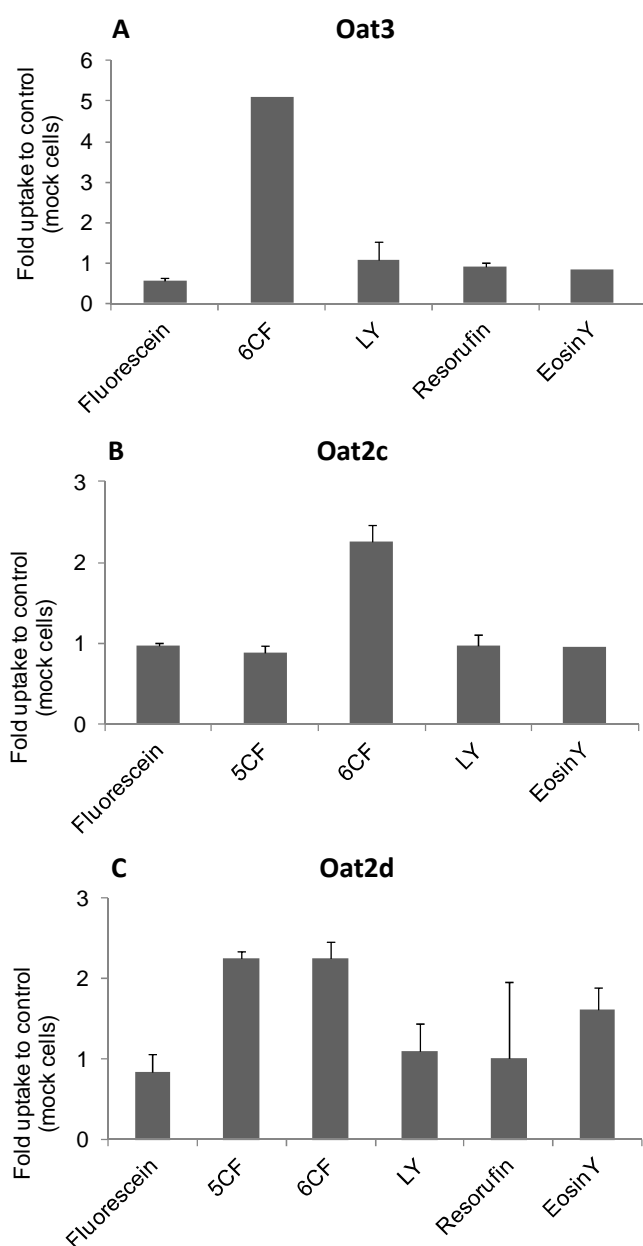 A
Oat3
Fold uptake to control
(mock cells)
6
5
4
3
2
1
0
Fluorescein
6CF
LY
Resorufin
EosinY
B
Oat2c
Fold uptake to control
(mock cells)
3
2
1
0
Fluorescein
5CF
6CF
LY
EosinY
C
Oat2d
Fold uptake to control
(mock cells)
3
2
1
0
Fluorescein
5CF
6CF
LY
Resorufin
EosinY